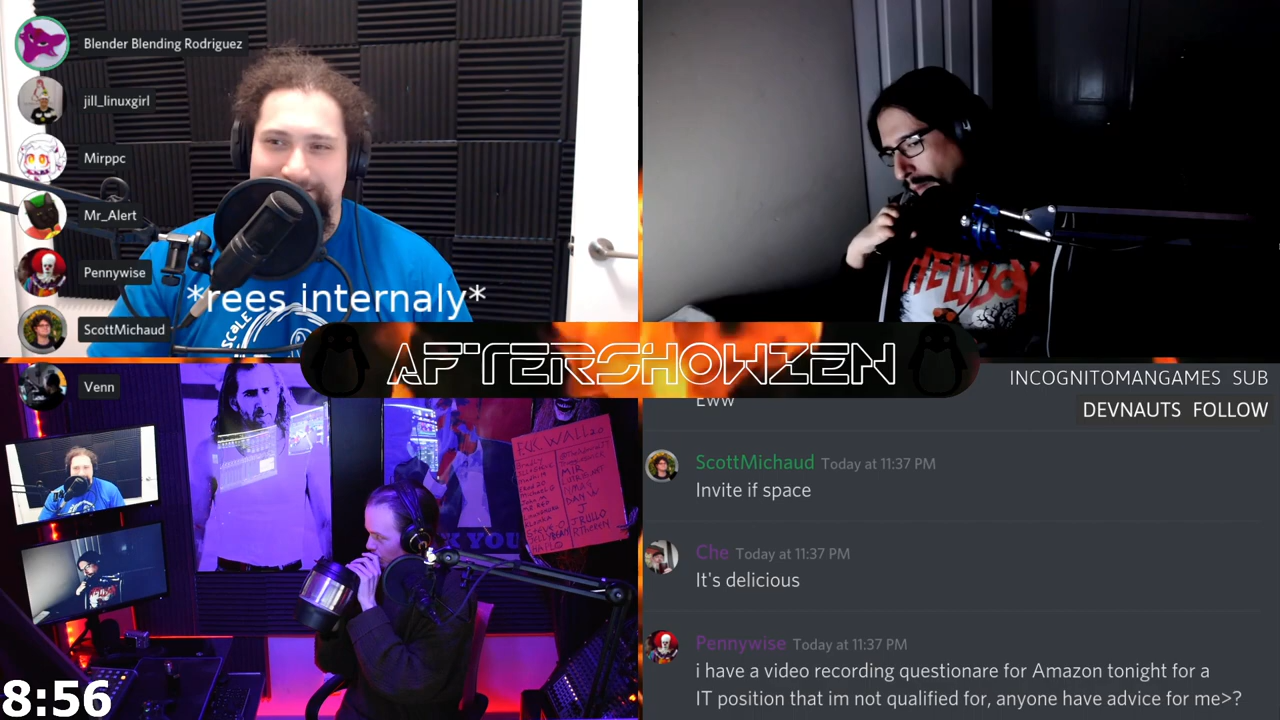 Blender Blending Rodriguez
jill_linuxgirl
Mirppc
Mr_Alert
Pennywise
ScottMichaud
Venn
*rees internaly*
SCALE
HELLBOY
AFTERSHOWZEN
INCOGNITOMANGAMES SUB
DEVNAUTS FOLLOW
Eww
ScottMichaud Today at 11:37 PM
Invite if space
Che Today at 11:37 PM
It's delicious
Pennywise Today at 11:37 PM
i have a video recording questionare for Amazon tonight for a
IT position that im not qualified for, anyone have advice for me>?
K YOU
8:56